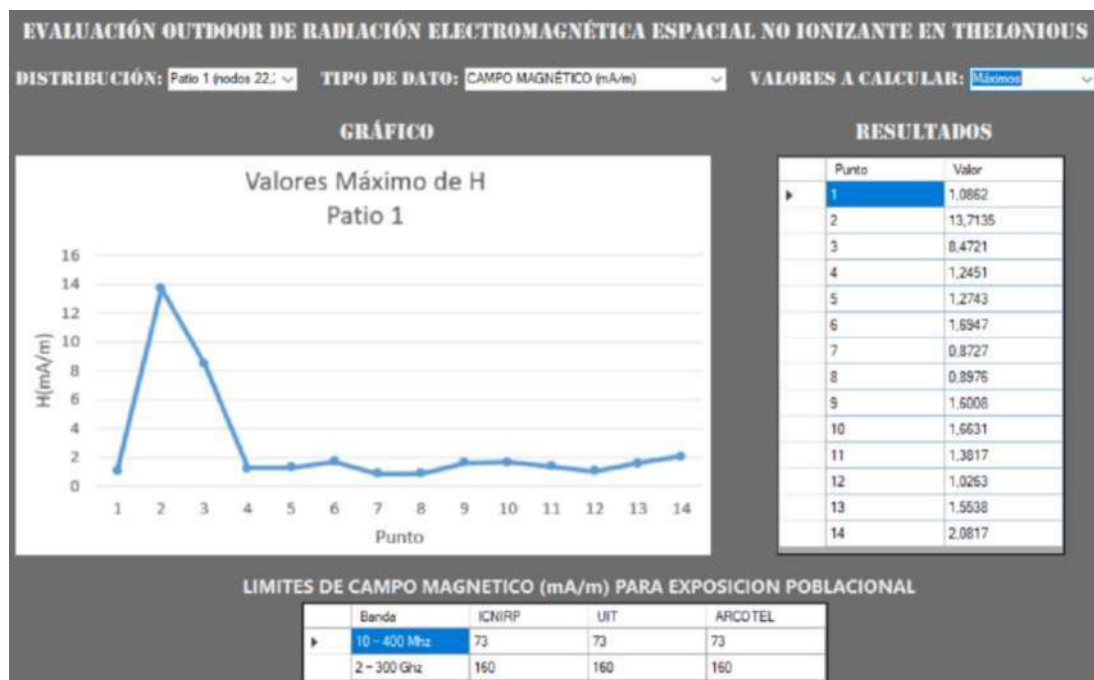 EVALUACIÓN OUTDOOR DE RADIACIÓN ELECTROMAGNÉTICA ESPACIAL NO IONIZANTE EN THELONIOUS
DISTRIBUCIÓN: Patio 1 (nodos 22. TIPO DE DATO: CAMPO MAGNÉTICO (mA/m) VALORES A CALCULAR: Máximos
GRÁFICO
Valores Máximo de H
Patio 1
16
14
12
10
8
6
4
2
0
H(mA/m)
1 2 3 4 5 6 7 8 9 10 11 12 13 14
Punto
RESULTADOS
Punto Valor
1 1,0862
2 13,7135
3 8,4721
4 1,2451
5 1,2743
6 1,6947
7 0,8727
8 0,8976
9 1,6008
10 1,6631
11 1,3817
12 1,0263
13 1,5538
14 2,0817
LIMITES DE CAMPO MAGNETICO (mA/m) PARA EXPOSICION POBLACIONAL
Banda ICNIRP UIT ARCOTEL
10 - 400 Mhz 73 73 73
2 - 300 Ghz 160 160 160